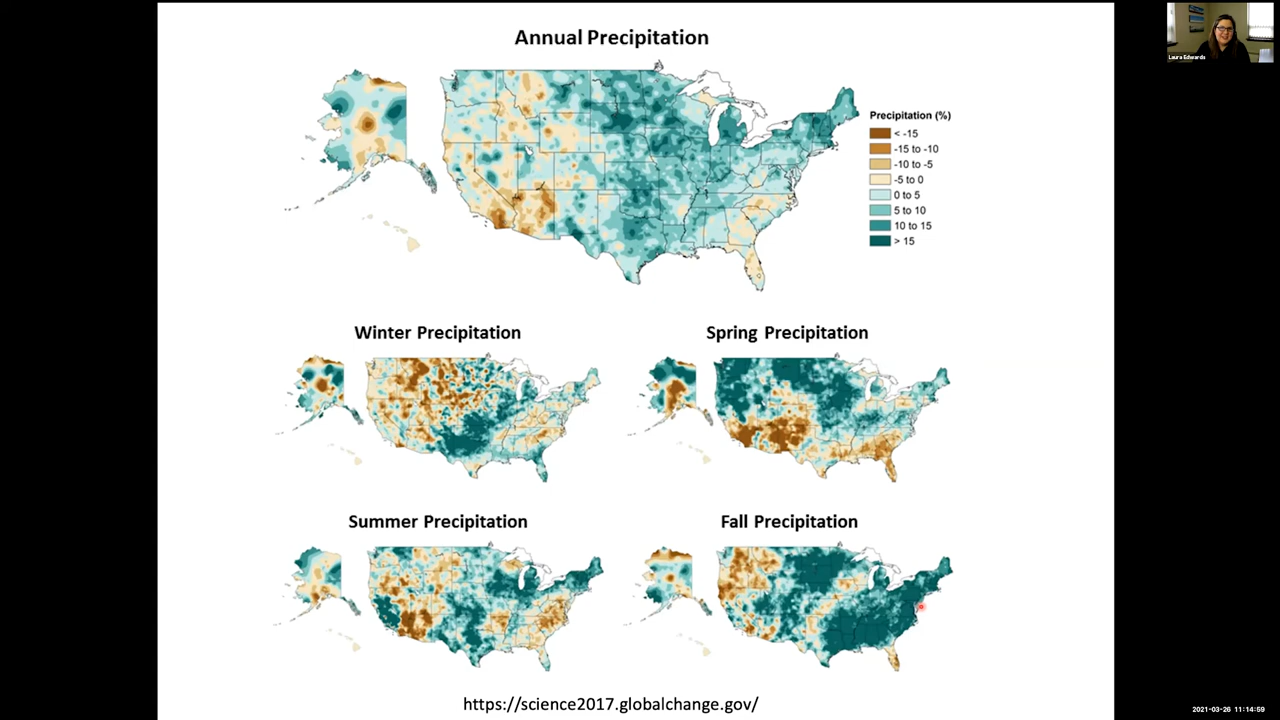 Annual Precipitation
Laura Edwards
Precipitation (%)
< -15
-15 to -10
-10 to -5
-5 to 0
0 to 5
5 to 10
10 to 15
> 15
Winter Precipitation
Spring Precipitation
Summer Precipitation
Fall Precipitation
https://science2017.globalchange.gov/
2021-03-26 11:14:59